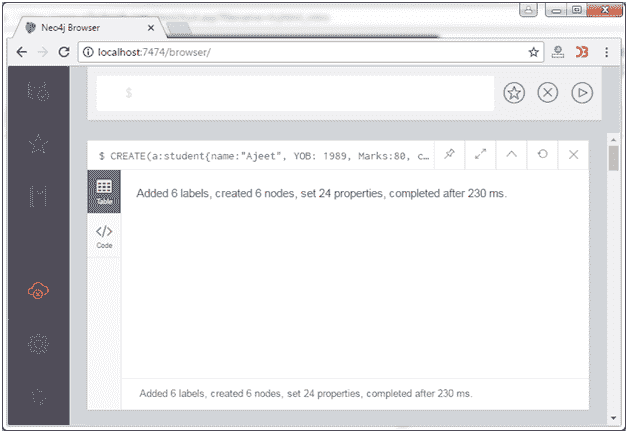 Neo4j Browser
localhost:7474/browser/
$
$ CREATE(a:student{name:"Ajeet", YOB: 1989, Marks:80, c…
Table
Added 6 labels, created 6 nodes, set 24 properties, completed after 230 ms.
</>
Code
Added 6 labels, created 6 nodes, set 24 properties, completed after 230 ms.